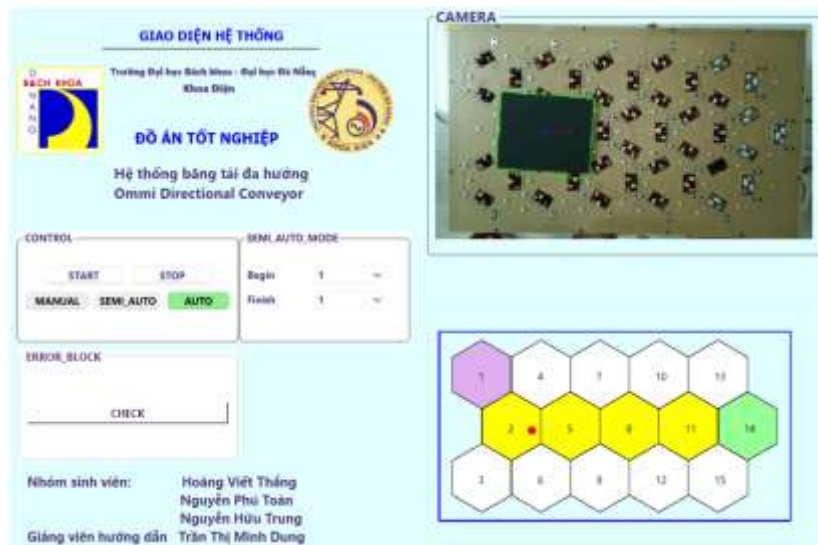 GIAO DIỆN HỆ THỐNG
Trường Đại học Bách khoa - Đại học Đà Nẵng
Khoa Điện
BÁCH KHOA
ĐỒ ÁN TỐT NGHIỆP
Hệ thống băng tải đa hướng
Ommi Directional Conveyor
CONTROL
START STOP
MANUAL SEMI_AUTO AUTO
SEMI_AUTO_MODE
Begin 1
Finish 1
ERROR_BLOCK
CHECK
Nhóm sinh viên: Hoàng Viết Thắng
Nguyễn Phú Toàn
Nguyễn Hữu Trung
Giảng viên hướng dẫn Trần Thị Minh Dung
CAMERA
1 4 7 10 13
2 5 8 11 14
3 6 9 12 15